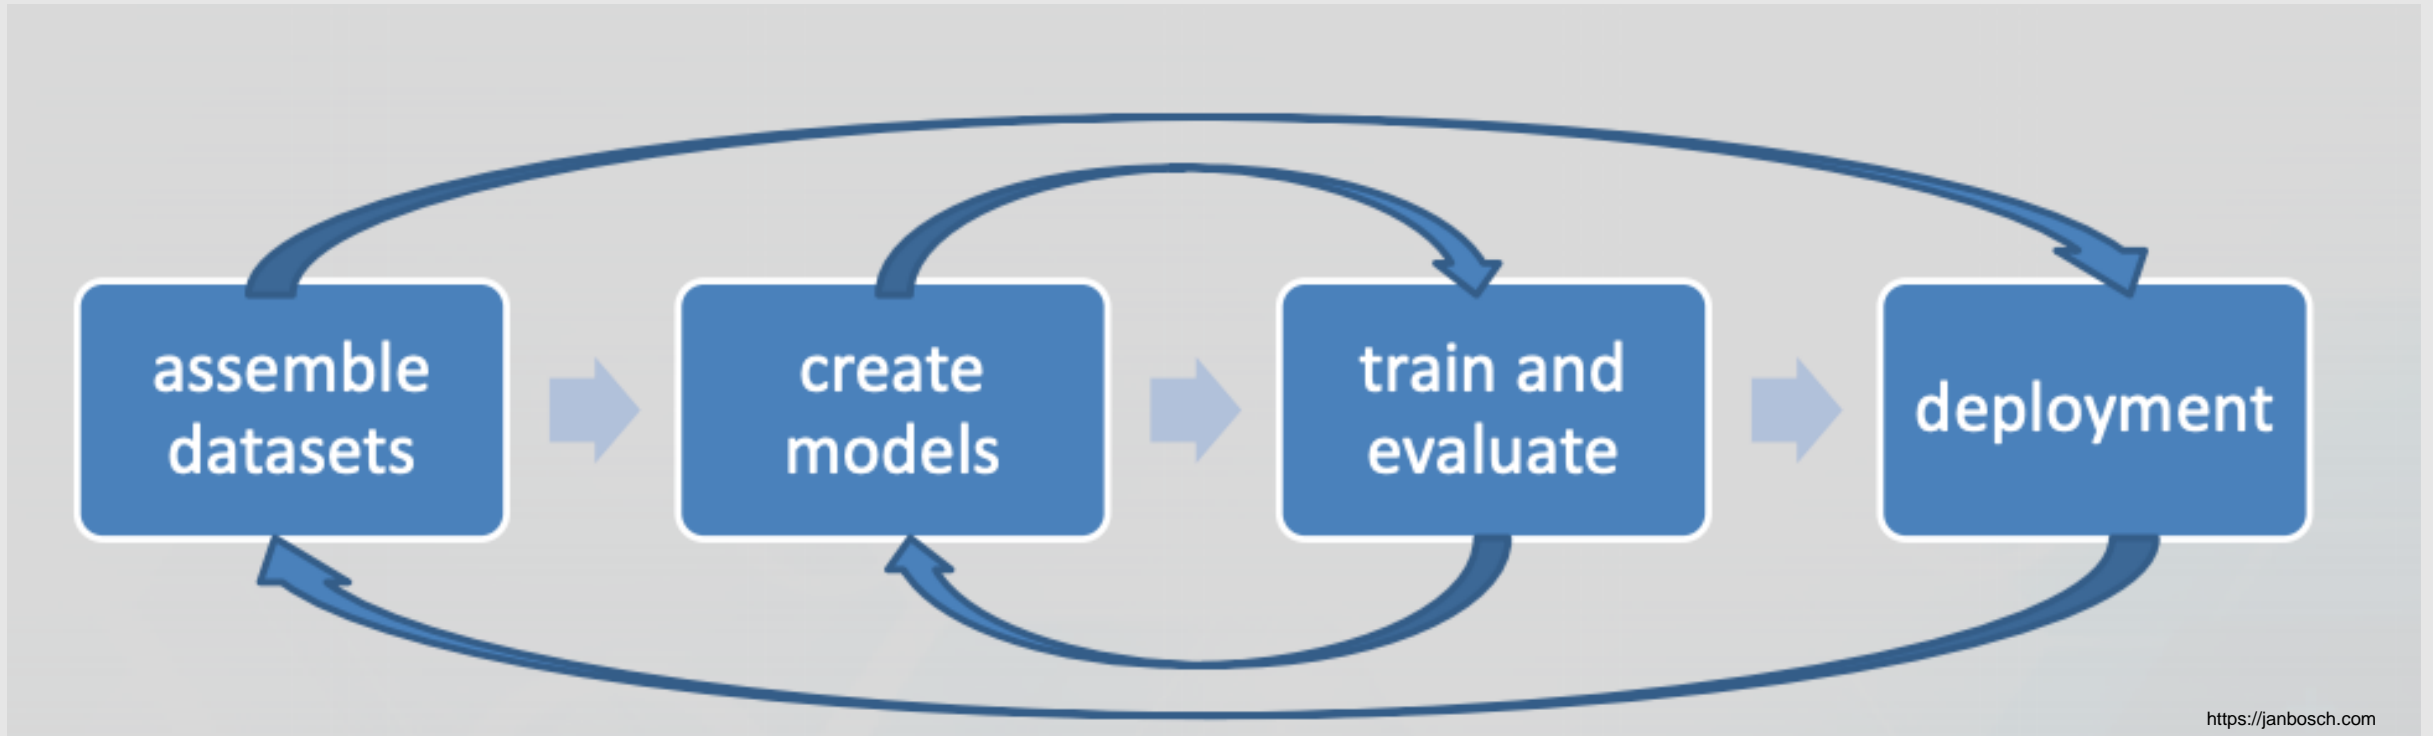 assemble
datasets
create
models
train and
evaluate
deployment
https://janbosch.com